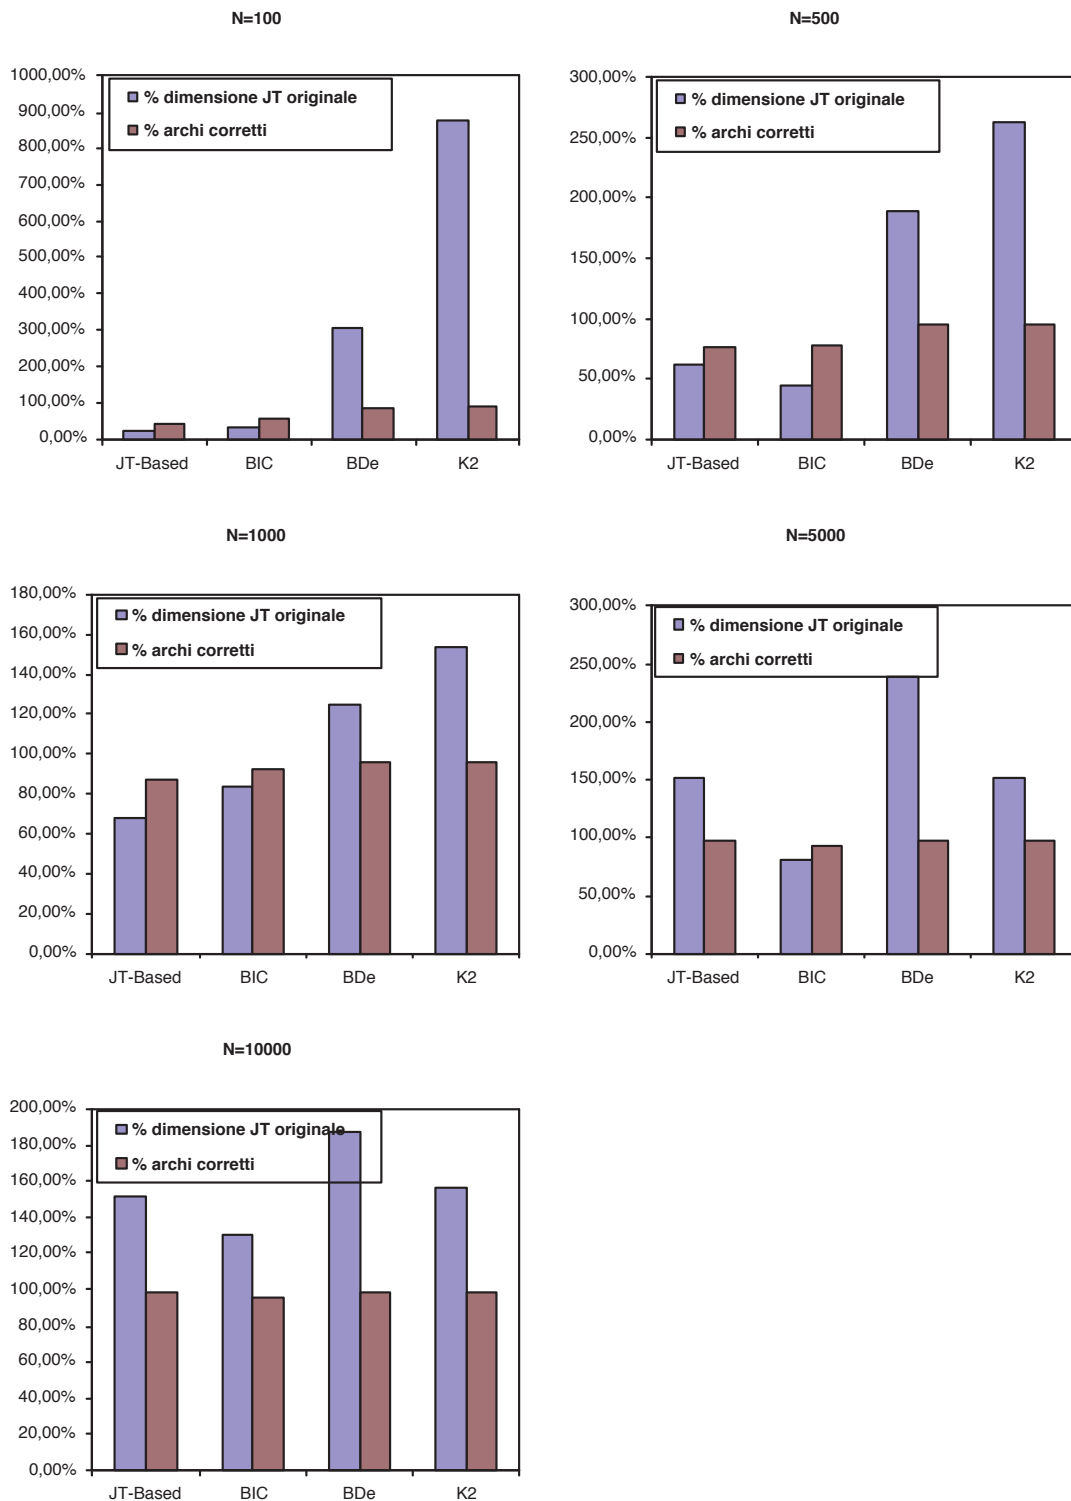 N=100
1000,00%
900,00%
800,00%
700,00%
600,00%
500,00%
400,00%
300,00%
200,00%
100,00%
0,00%
% dimensione JT originale
% archi corretti
JT-Based BIC BDe K2
N=500
300,00%
250,00%
200,00%
150,00%
100,00%
50,00%
0,00%
% dimensione JT originale
% archi corretti
JT-Based BIC BDe K2
N=1000
180,00%
160,00%
140,00%
120,00%
100,00%
80,00%
60,00%
40,00%
20,00%
0,00%
% dimensione JT originale
% archi corretti
JT-Based BIC BDe K2
N=5000
300,00%
250,00%
200,00%
150,00%
100,00%
50,00%
0,00%
% dimensione JT originale
% archi corretti
JT-Based BIC BDe K2
N=10000
200,00%
180,00%
160,00%
140,00%
120,00%
100,00%
80,00%
60,00%
40,00%
20,00%
0,00%
% dimensione JT originale
% archi corretti
JT-Based BIC BDe K2